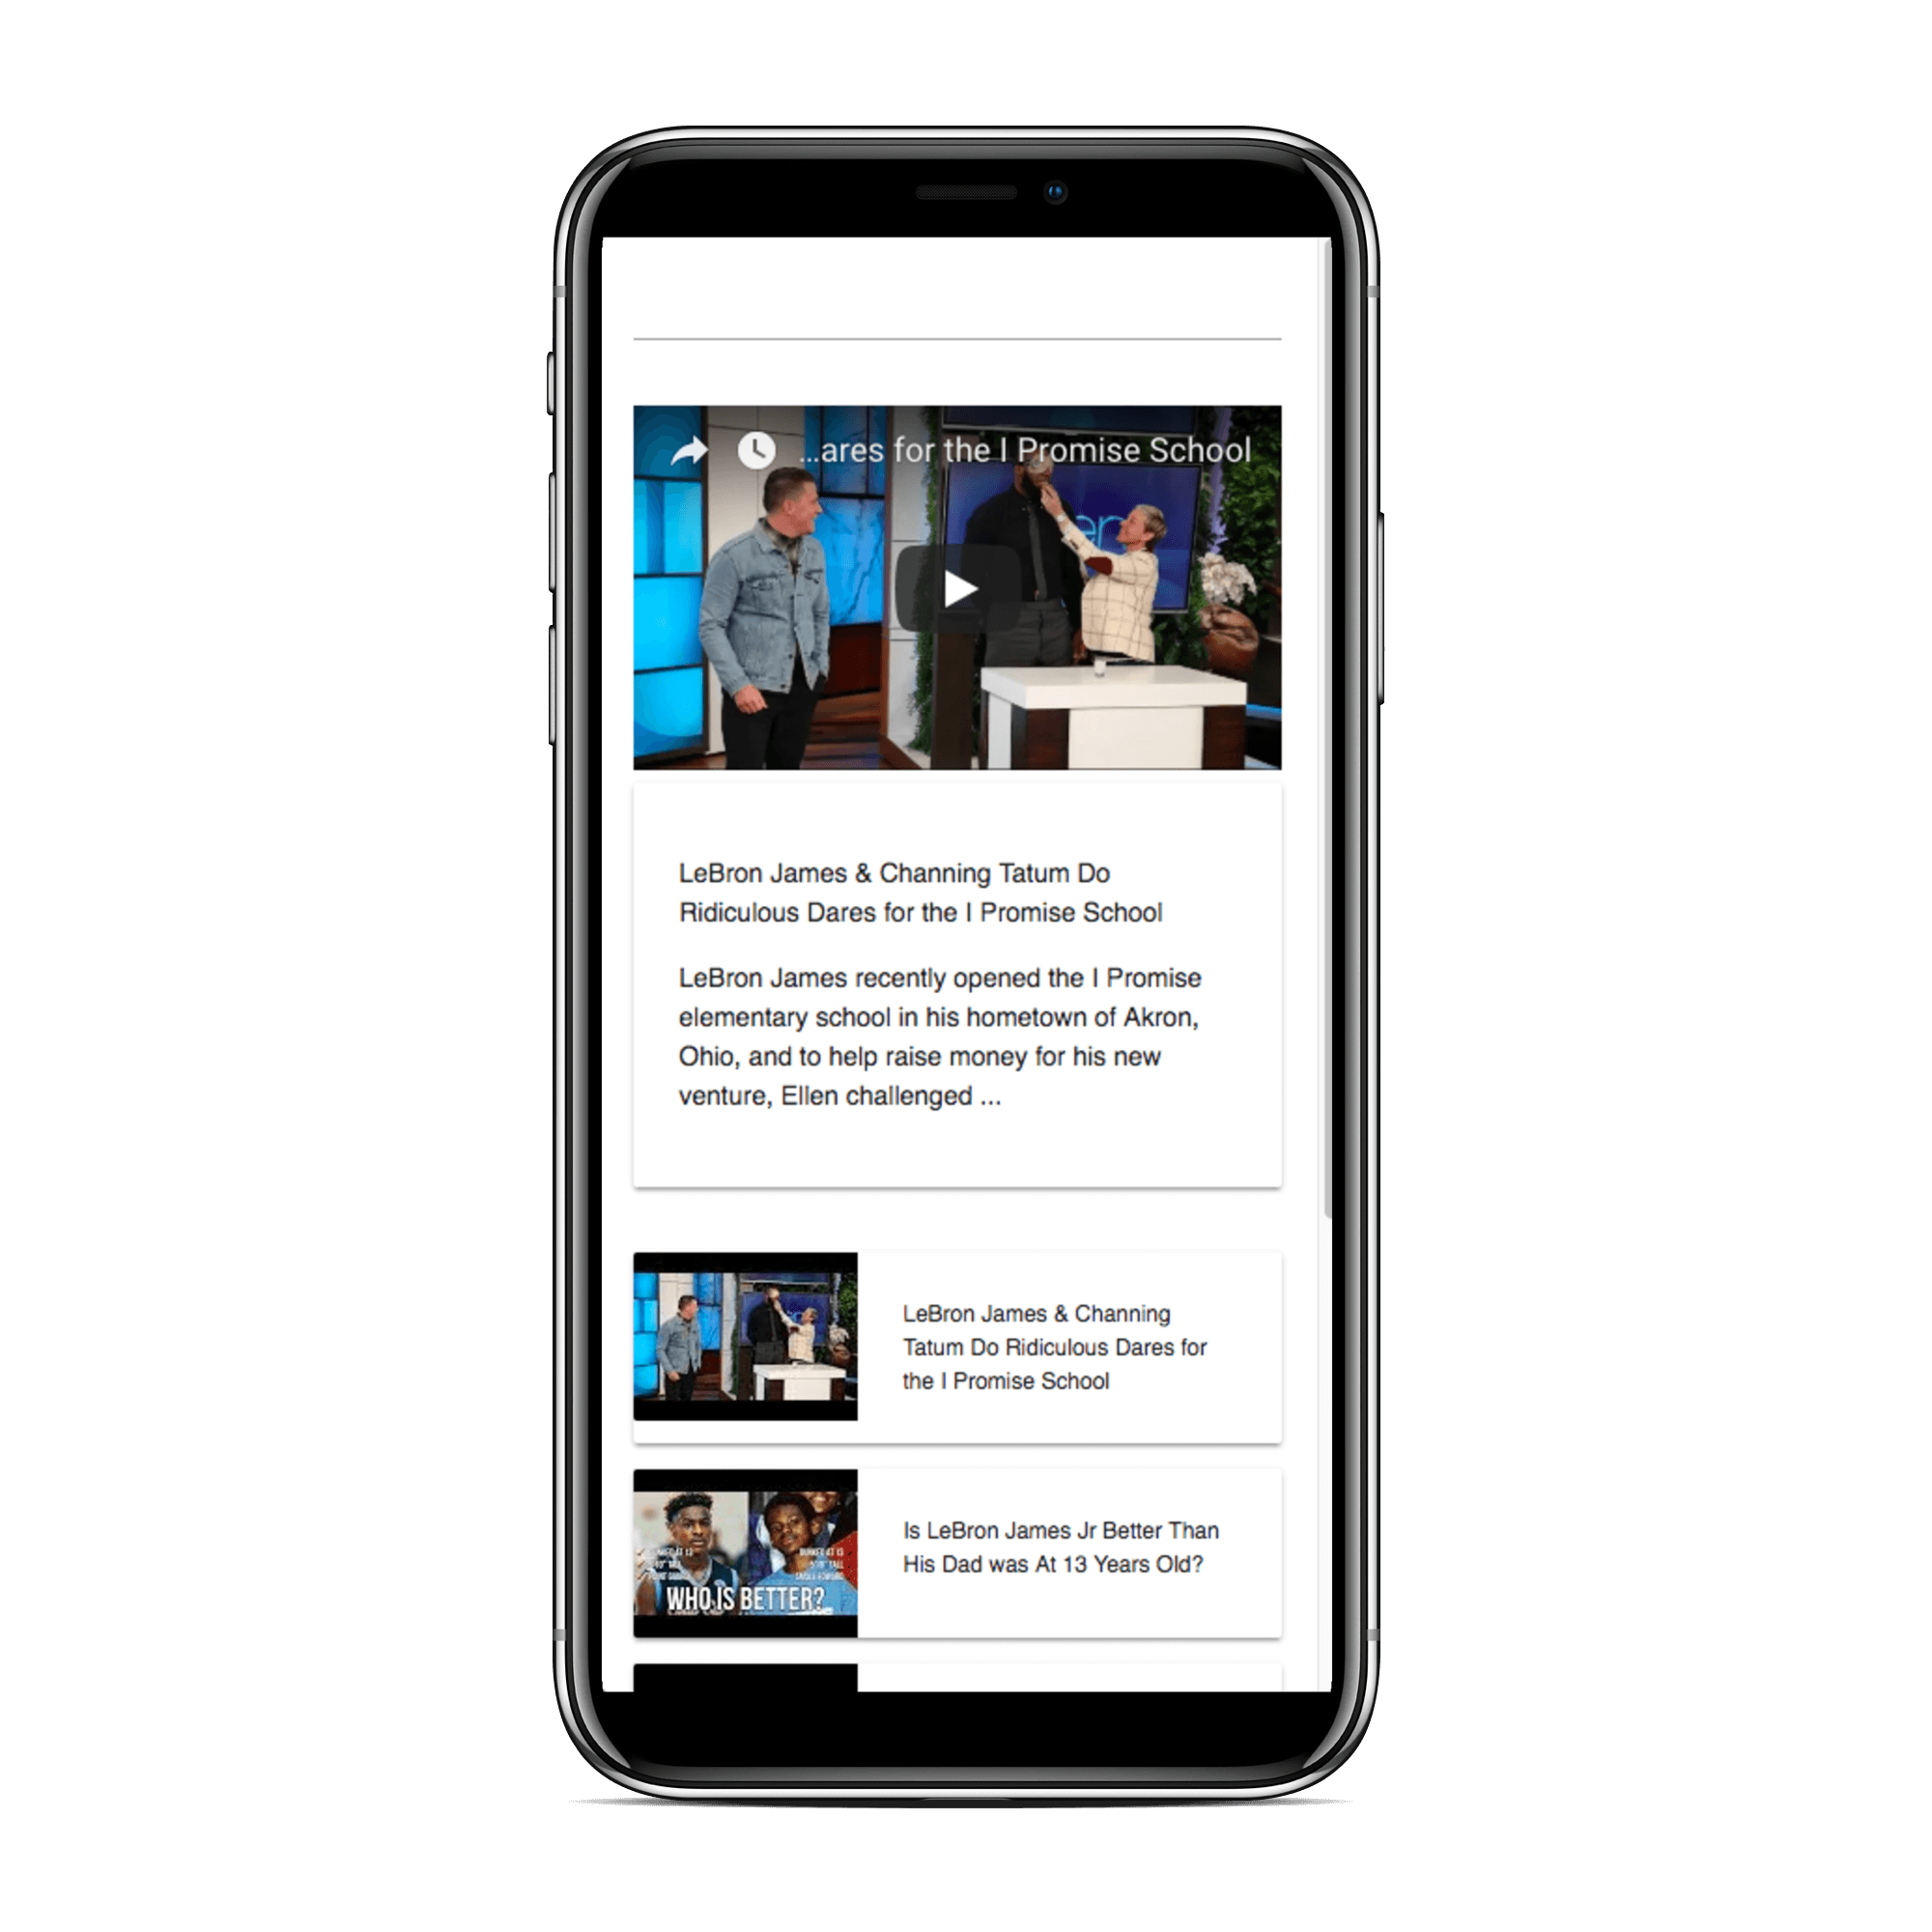 ...ares for the I Promise School
en
LeBron James & Channing Tatum Do
Ridiculous Dares for the I Promise School
LeBron James recently opened the I Promise
elementary school in his hometown of Akron,
Ohio, and to help raise money for his new
venture, Ellen challenged ...
LeBron James & Channing
Tatum Do Ridiculous Dares for
the I Promise School
Is LeBron James Jr Better Than
His Dad was At 13 Years Old?
WHO IS BETTER?